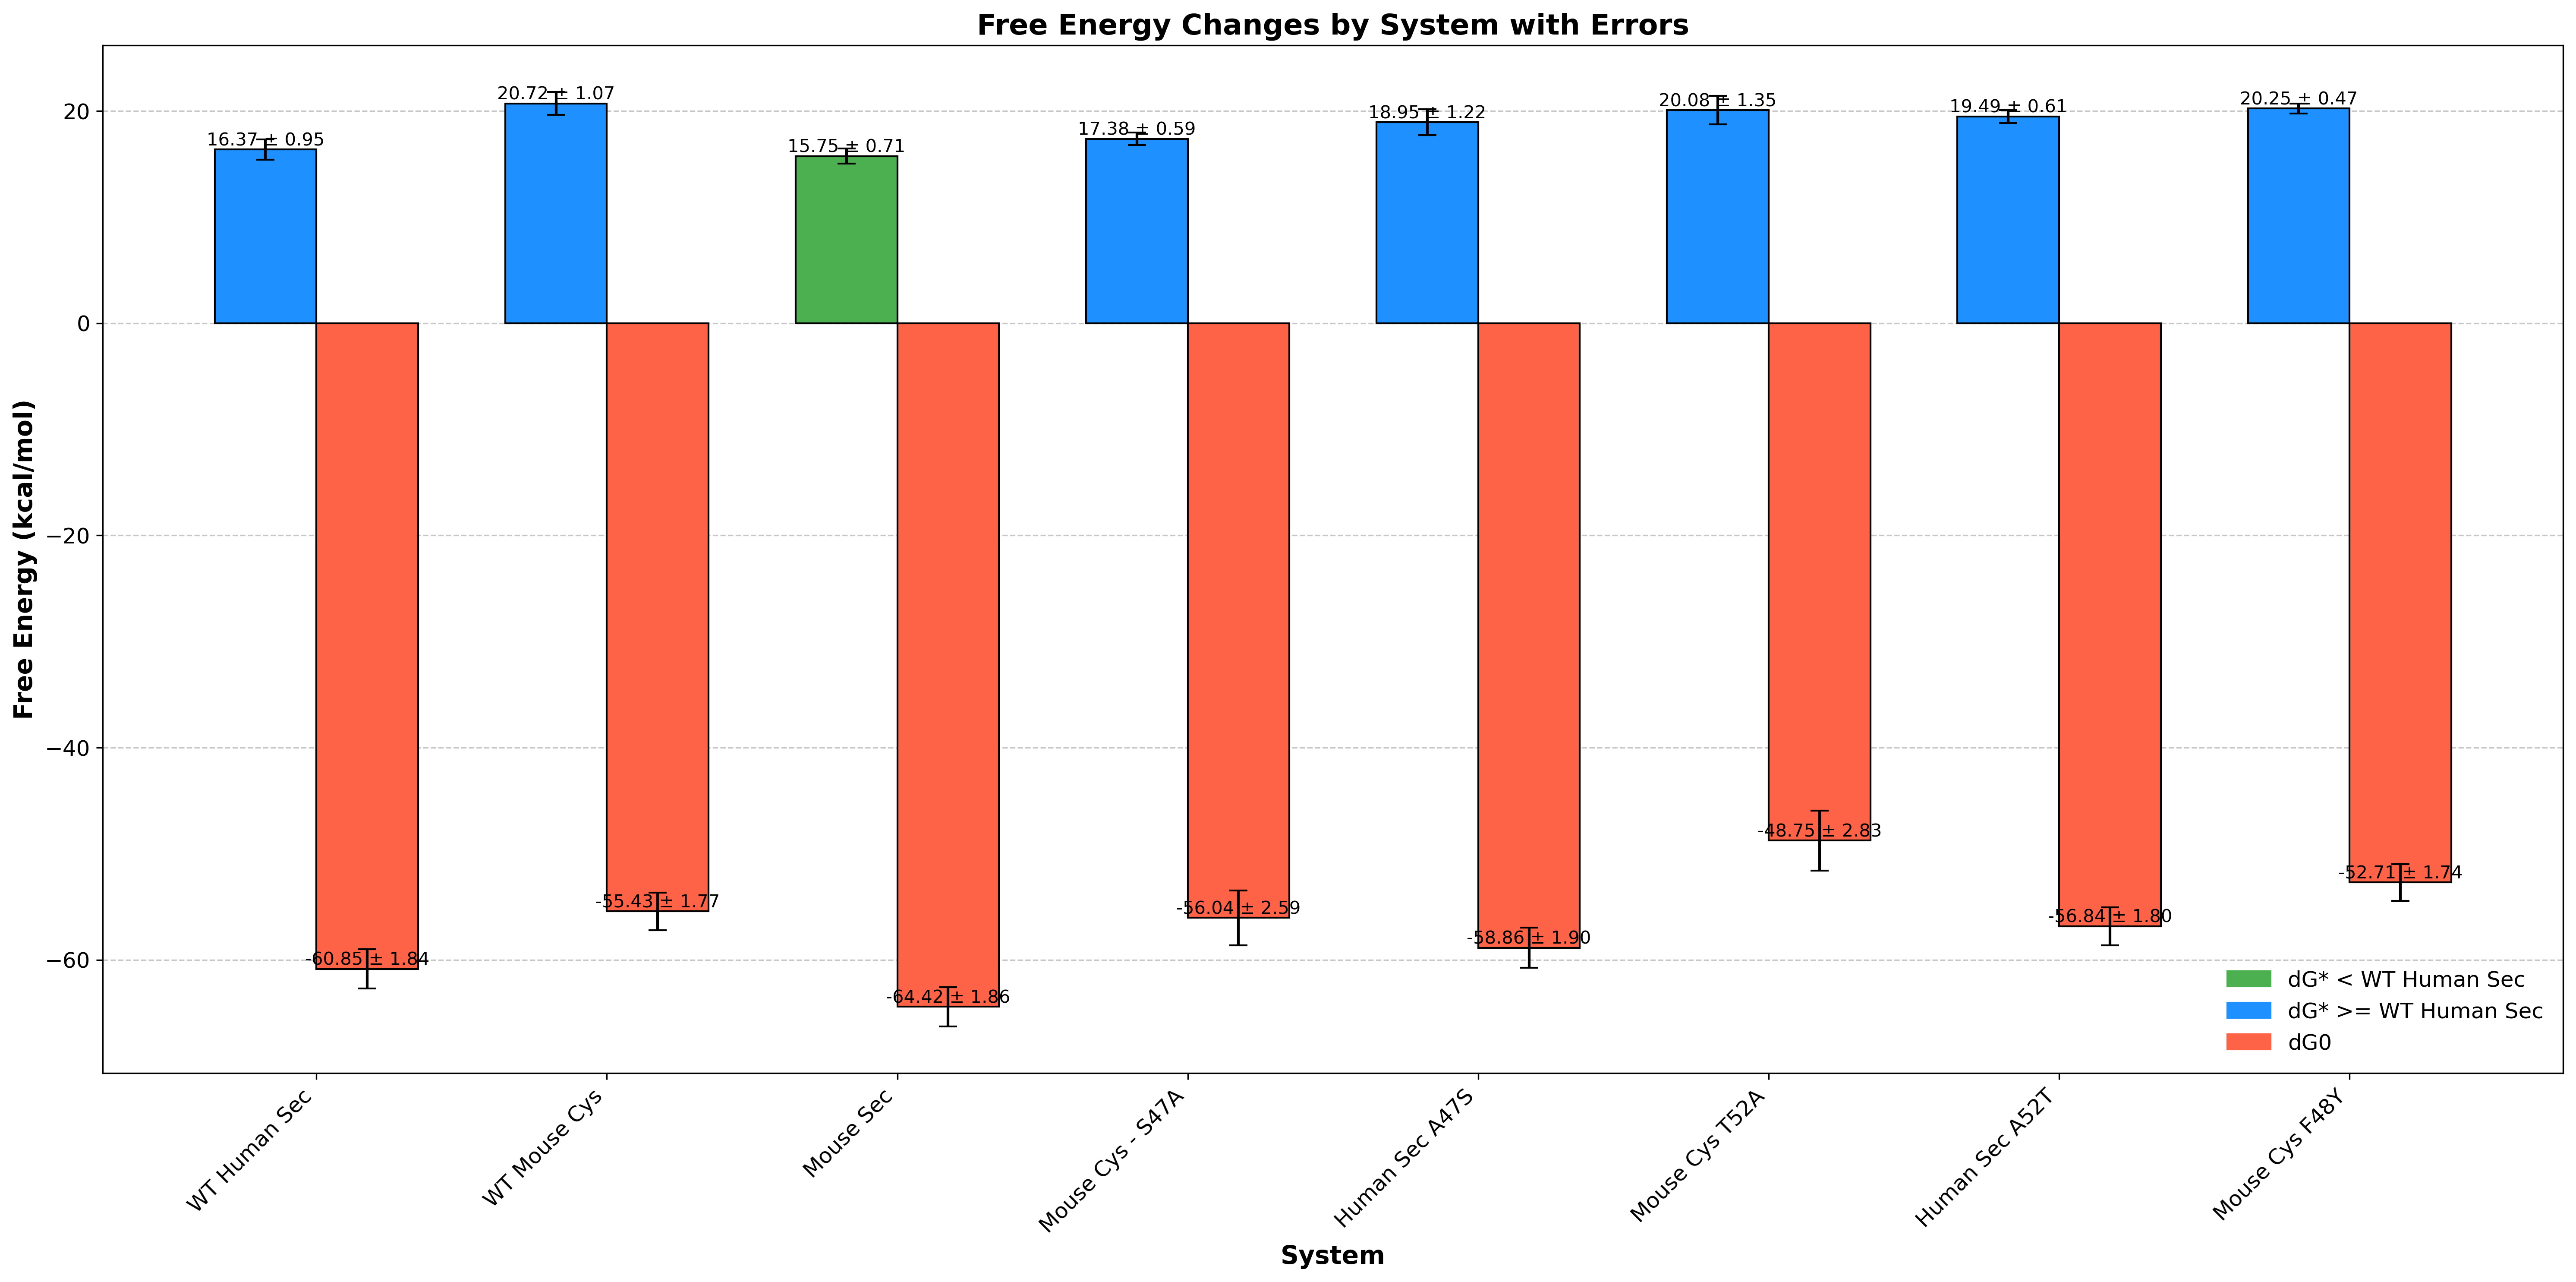 Free Energy Changes by System with Errors
Free Energy (kcal/mol)
20
0
−20
−40
−60
16.37 ± 0.95
20.72 ± 1.07
15.75 ± 0.71
17.38 ± 0.59
18.95 ± 1.22
20.08 ± 1.35
19.49 ± 0.61
20.25 ± 0.47
-60.85 ± 1.84
-55.43 ± 1.77
-64.42 ± 1.86
-56.04 ± 2.59
-58.86 ± 1.90
-48.75 ± 2.83
-56.84 ± 1.80
-52.71 ± 1.74
dG* < WT Human Sec
dG* >= WT Human Sec
dG0
WT Human Sec
WT Mouse Cys
Mouse Sec
Mouse Cys - S47A
Human Sec A47S
Mouse Cys T52A
Human Sec A52T
Mouse Cys F48Y
System